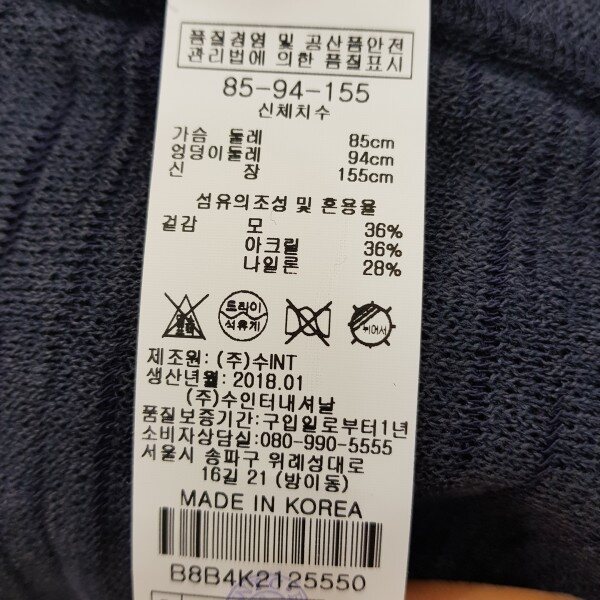 품질경영 및 공산품안전
관리법에 의한 품질표시
85-94-155
신체치수
가슴 둘레 85cm
엉덩이둘레 94cm
신 장 155cm
섬유의조성 및 혼용율
겉감 모 36%
아크릴 36%
나일론 28%
드라이
석유계
뉘어서
제조원: (주)수INT
생산년월: 2018.01
(주)수인터내셔날
품질보증기간:구입일로부터1년
소비자상담실:080-990-5555
서울시 송파구 위례성대로
16길 21 (방이동)
MADE IN KOREA
B8B4K2125550